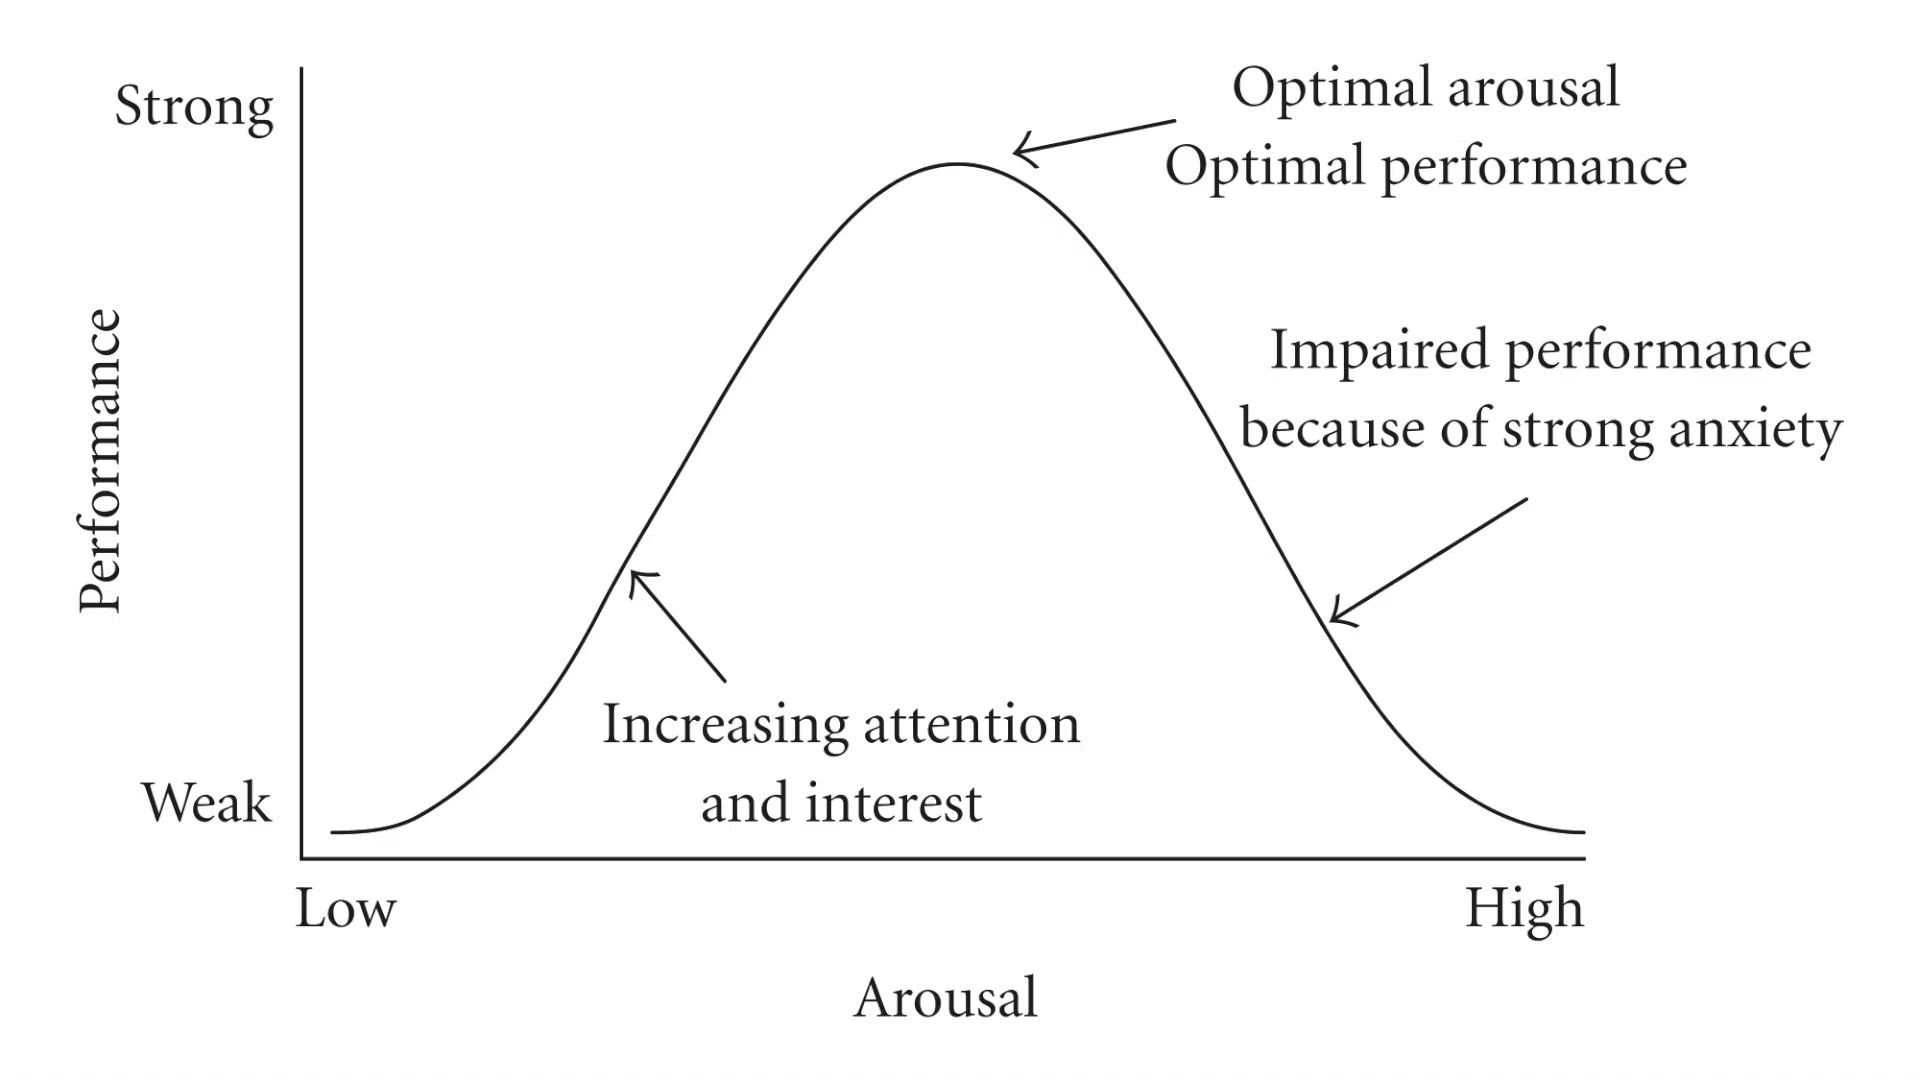 Strong
Optimal arousal
Optimal performance
Performance
Impaired performance
because of strong anxiety
Increasing attention
and interest
Weak
Low
High
Arousal